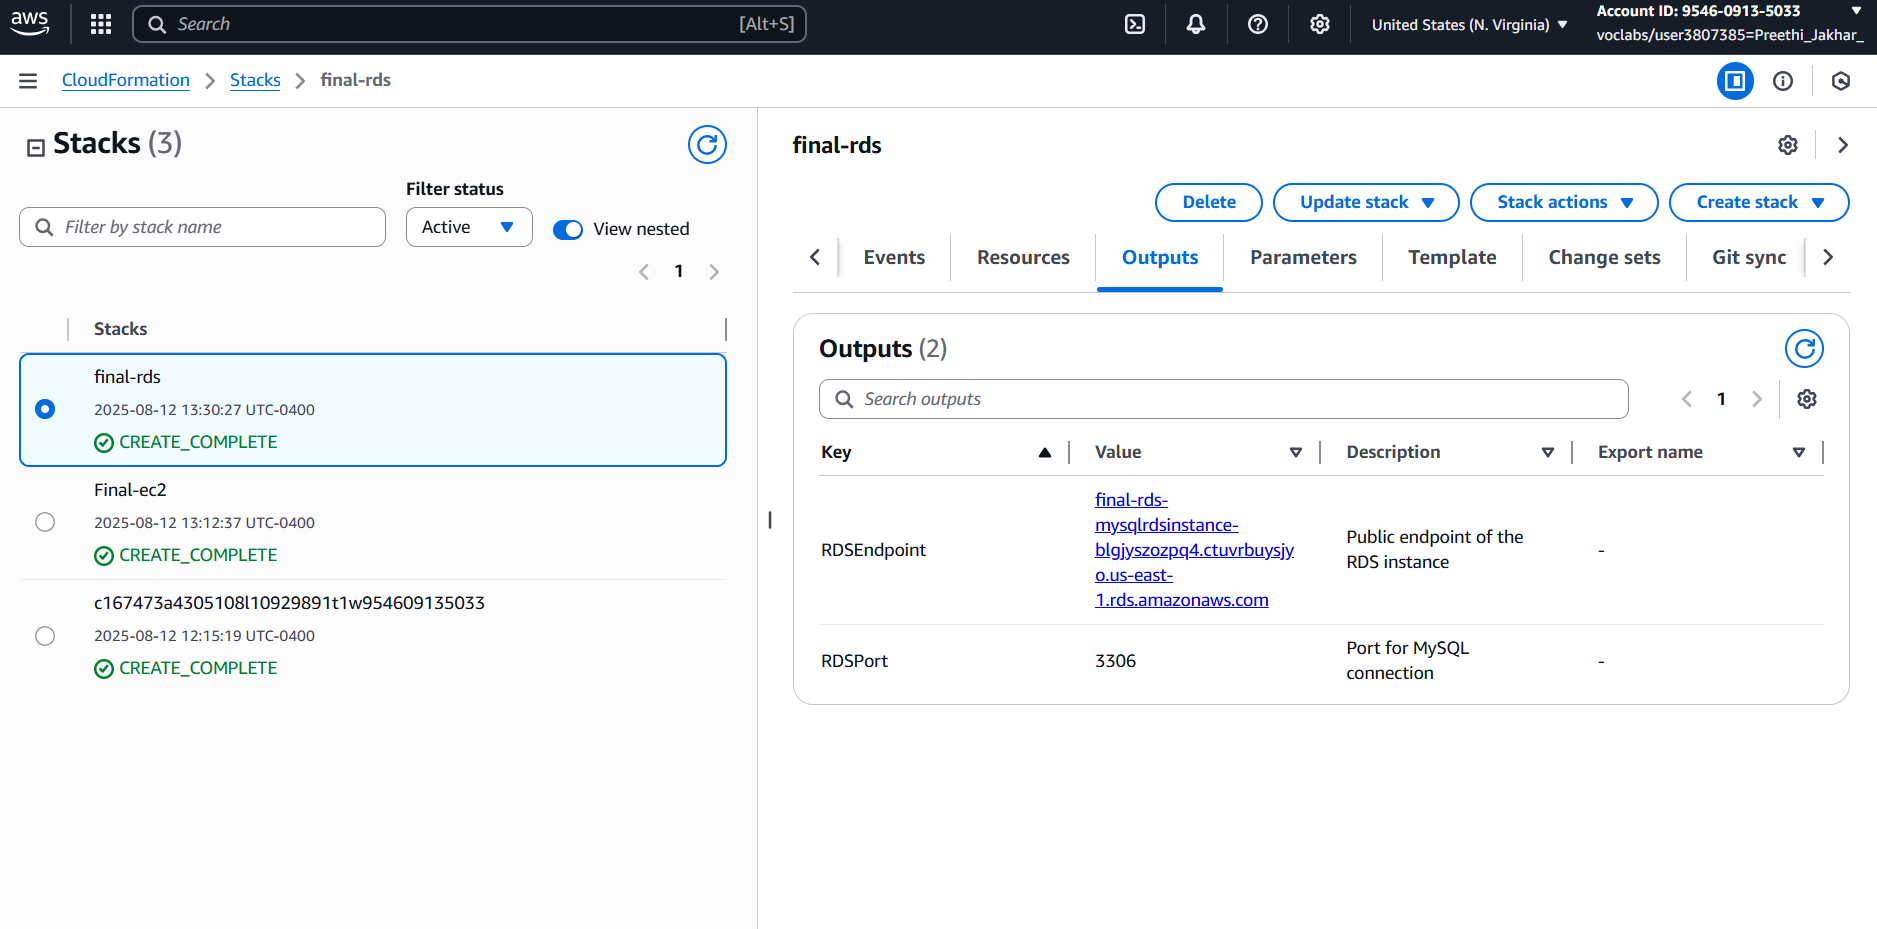 aws
Search
[Alt+S]
United States (N. Virginia)
Account ID: 9546-0913-5033
voclabs/user3807385=Preethi_Jakhar_
CloudFormation
Stacks
final-rds
Stacks (3)
Filter status
Filter by stack name
Active
View nested
1
Stacks
final-rds
2025-08-12 13:30:27 UTC-0400
CREATE_COMPLETE
Final-ec2
2025-08-12 13:12:37 UTC-0400
CREATE_COMPLETE
c167473a4305108l10929891t1w954609135033
2025-08-12 12:15:19 UTC-0400
CREATE_COMPLETE
final-rds
Delete
Update stack
Stack actions
Create stack
Events
Resources
Outputs
Parameters
Template
Change sets
Git sync
Outputs (2)
Search outputs
1
Key
Value
Description
Export name
RDSEndpoint
final-rds-
mysqlrdsinstance-
blgjyszozpq4.ctuvrbuysjy
o.us-east-
1.rds.amazonaws.com
Public endpoint of the
RDS instance
-
RDSPort
3306
Port for MySQL
connection
-